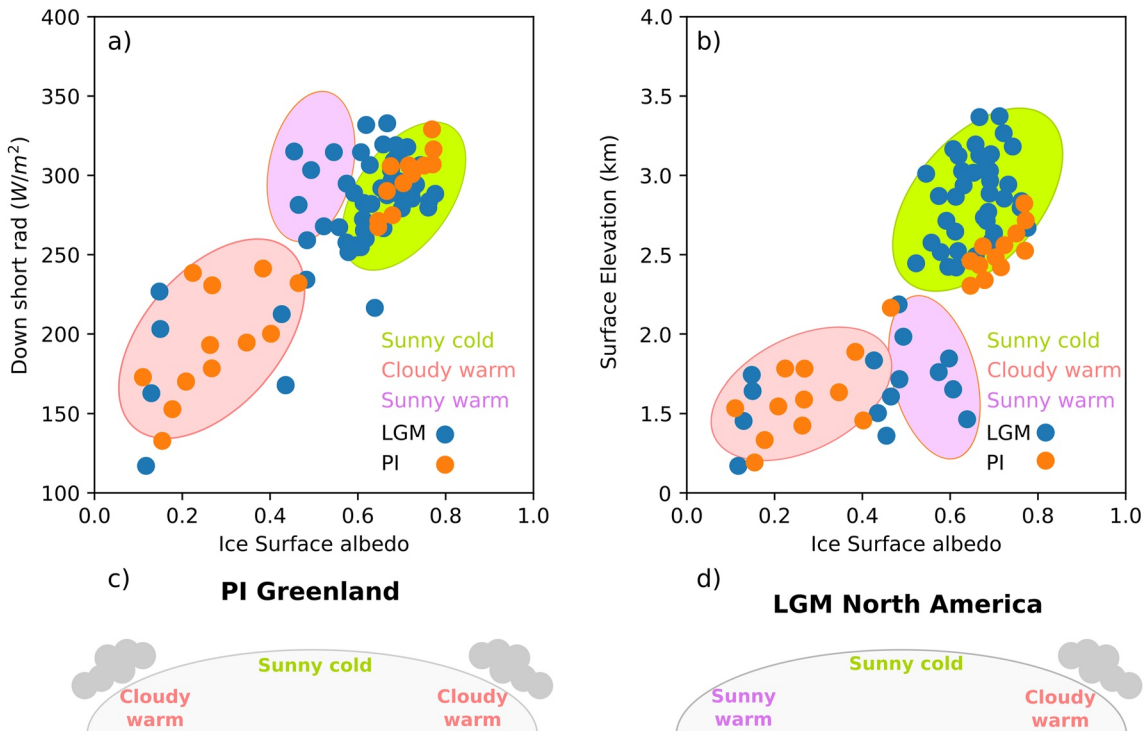 a)
Down short rad (W/m²)
400
350
300
250
200
150
100
0.0 0.2 0.4 0.6 0.8 1.0
Ice Surface albedo
Sunny cold
Cloudy warm
Sunny warm
LGM
PI
b)
Surface Elevation (km)
4.0
3.5
3.0
2.5
2.0
1.5
0
0.0 0.2 0.4 0.6 0.8 1.0
Ice Surface albedo
Sunny cold
Cloudy warm
Sunny warm
LGM
PI
c)
PI Greenland
Sunny cold
Cloudy
warm
Cloudy
warm
d)
LGM North America
Sunny cold
Sunny
warm
Cloudy
warm